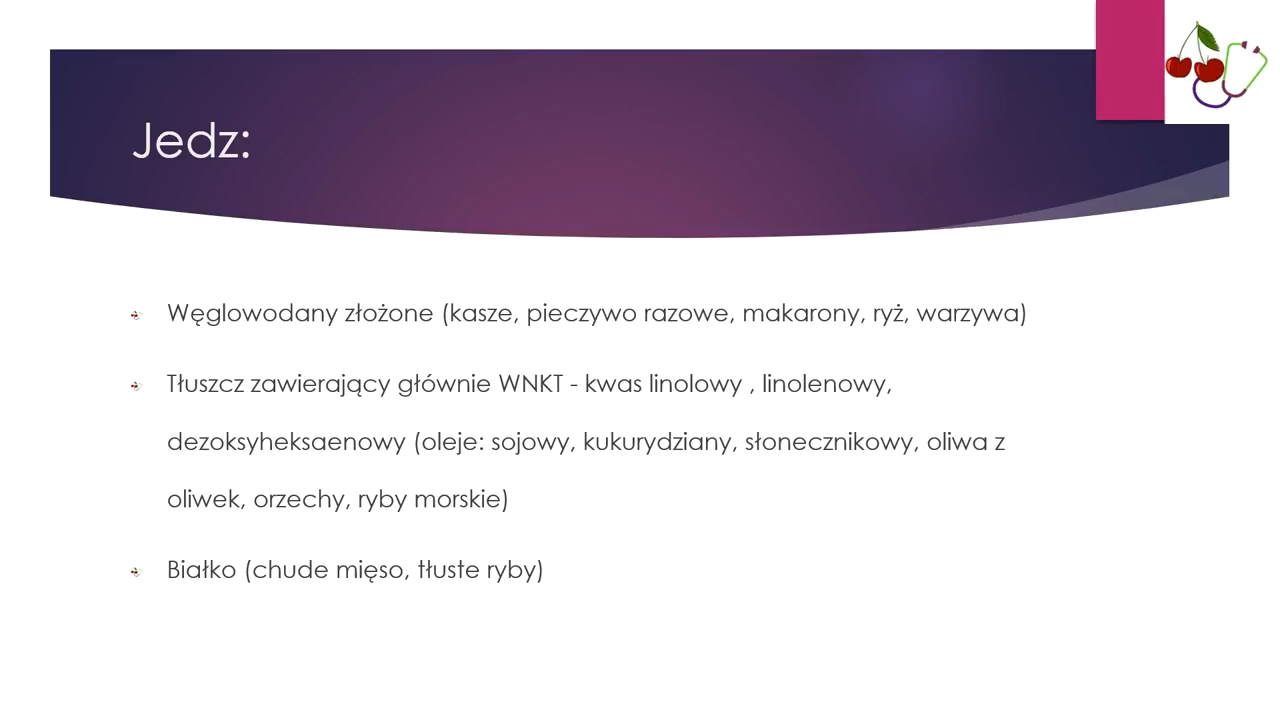 Jedz:
Węglowodany złożone (kasze, pieczywo razowe, makarony, ryż, warzywa)
Tłuszcz zawierający głównie WNKT - kwas linolowy , linolenowy,
dezoksyheksaenowy (oleje: sojowy, kukurydziany, słonecznikowy, oliwa z
oliwek, orzechy, ryby morskie)
Białko (chude mięso, tłuste ryby)